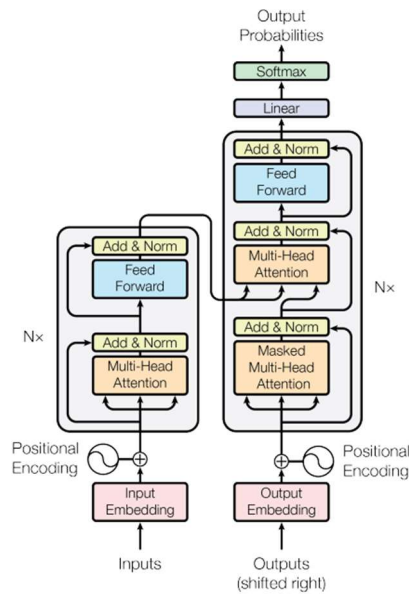 Output
Probabilities
Softmax
Linear
Add & Norm
Feed
Forward
Add & Norm
Multi-Head
Attention
Nx
Add & Norm
Masked
Multi-Head
Attention
Positional
Encoding
Output
Embedding
Outputs
(shifted right)
Add & Norm
Feed
Forward
Nx
Add & Norm
Multi-Head
Attention
Positional
Encoding
Input
Embedding
Inputs